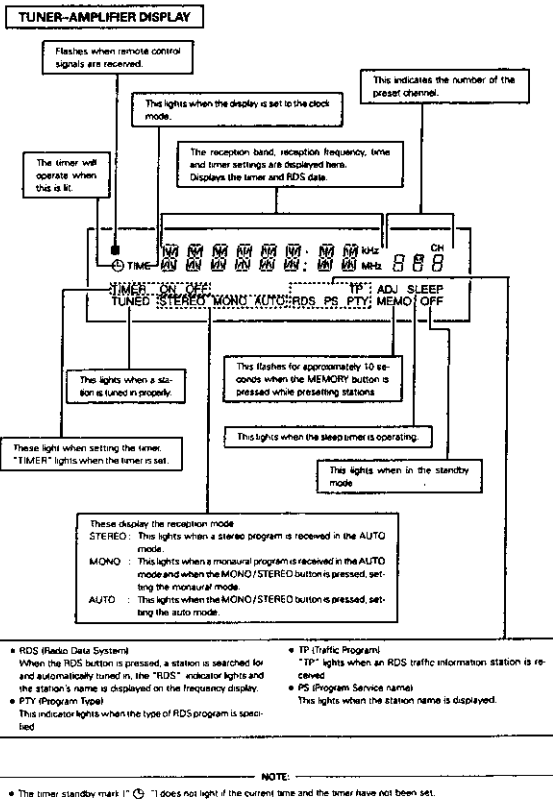 TUNER-AMPLIFIER DISPLAY
Flashes when remote control
signals are received.
This indicates the number of the
preset channel.
This lights when the display is set to the clock
mode.
The reception band, reception frequency, time
and timer settings are displayed here.
Displays the timer and RDS data.
The timer will
operate when
this is lit.
kHz
CH
TIME
MHz
TIMER ON OFF TP ADJ SLEEP
TUNED STEREO MONO AUTO RDS PS PTY MEMO OFF
This lights when a sta-
tion is tuned in properly.
This flashes for approximately 10 se-
conds when the MEMORY button is
pressed while presetting stations
This lights when the sleep timer is operating.
These light when setting the timer.
"TIMER" lights when the timer is set.
This lights when in the standby
mode
These display the reception mode
STEREO : This lights when a stereo program is received in the AUTO
mode.
MONO : This lights when a monaural program is received in the AUTO
mode and when the MONO/STEREO button is pressed, set-
ting the monaural mode.
AUTO : This lights when the MONO/STEREO button is pressed, set-
ting the auto mode.
• RDS (Radio Data System)
When the RDS button is pressed, a station is searched for
and automatically tuned in, the "RDS" indicator lights and
the station's name is displayed on the frequency display.
• PTY (Program Type)
This indicator lights when the type of RDS program is speci-
fied
• TP (Traffic Program)
"TP" lights when an RDS traffic information station is re-
ceived
• PS (Program Service name)
This lights when the station name is displayed.
NOTE:
• The timer standby mark (" ") does not light if the current time and the timer have not been set.